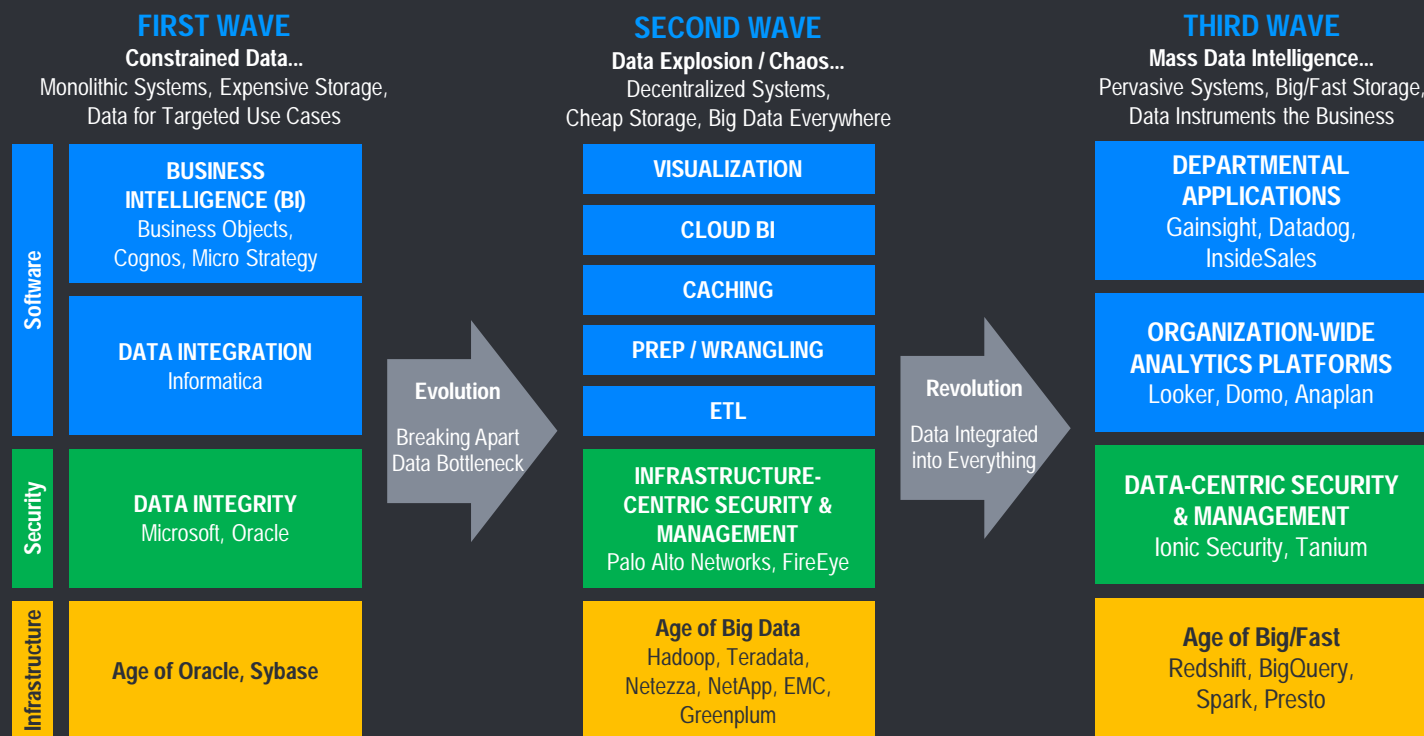 FIRST WAVE
Constrained Data...
Monolithic Systems, Expensive Storage,
Data for Targeted Use Cases
SECOND WAVE
Data Explosion / Chaos...
Decentralized Systems,
Cheap Storage, Big Data Everywhere
THIRD WAVE
Mass Data Intelligence...
Pervasive Systems, Big/Fast Storage,
Data Instruments the Business
Software
BUSINESS
INTELLIGENCE (BI)
Business Objects,
Cognos, Micro Strategy
DATA INTEGRATION
Informatica
Security
DATA INTEGRITY
Microsoft, Oracle
Infrastructure
Age of Oracle, Sybase
Evolution
Breaking Apart
Data Bottleneck
VISUALIZATION
CLOUD BI
CACHING
PREP / WRANGLING
ETL
INFRASTRUCTURE-
CENTRIC SECURITY &
MANAGEMENT
Palo Alto Networks, FireEye
Age of Big Data
Hadoop, Teradata,
Netezza, NetApp, EMC,
Greenplum
Revolution
Data Integrated
into Everything
DEPARTMENTAL
APPLICATIONS
Gainsight, Datadog,
InsideSales
ORGANIZATION-WIDE
ANALYTICS PLATFORMS
Looker, Domo, Anaplan
DATA-CENTRIC SECURITY
& MANAGEMENT
Ionic Security, Tanium
Age of Big/Fast
Redshift, BigQuery,
Spark, Presto